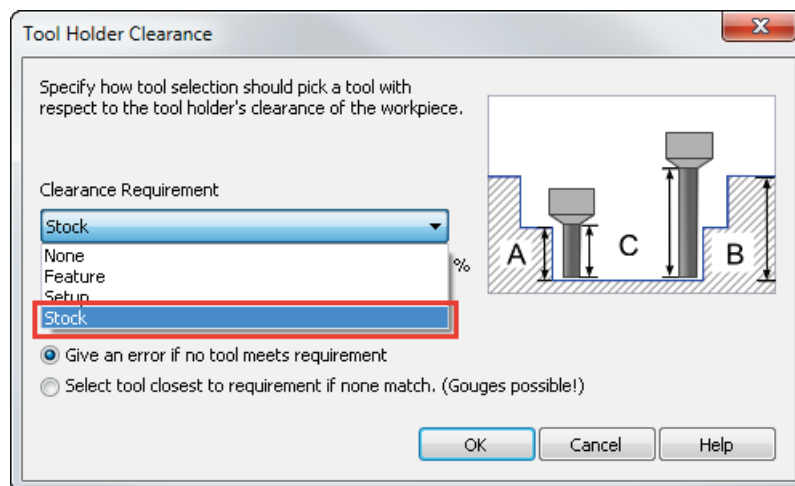 Tool Holder Clearance
Specify how tool selection should pick a tool with
respect to the tool holder's clearance of the workpiece.
Clearance Requirement
Stock
None
%
Feature
Setup
Stock
A
C
B
Give an error if no tool meets requirement
Select tool closest to requirement if none match. (Gouges possible!)
OK Cancel Help